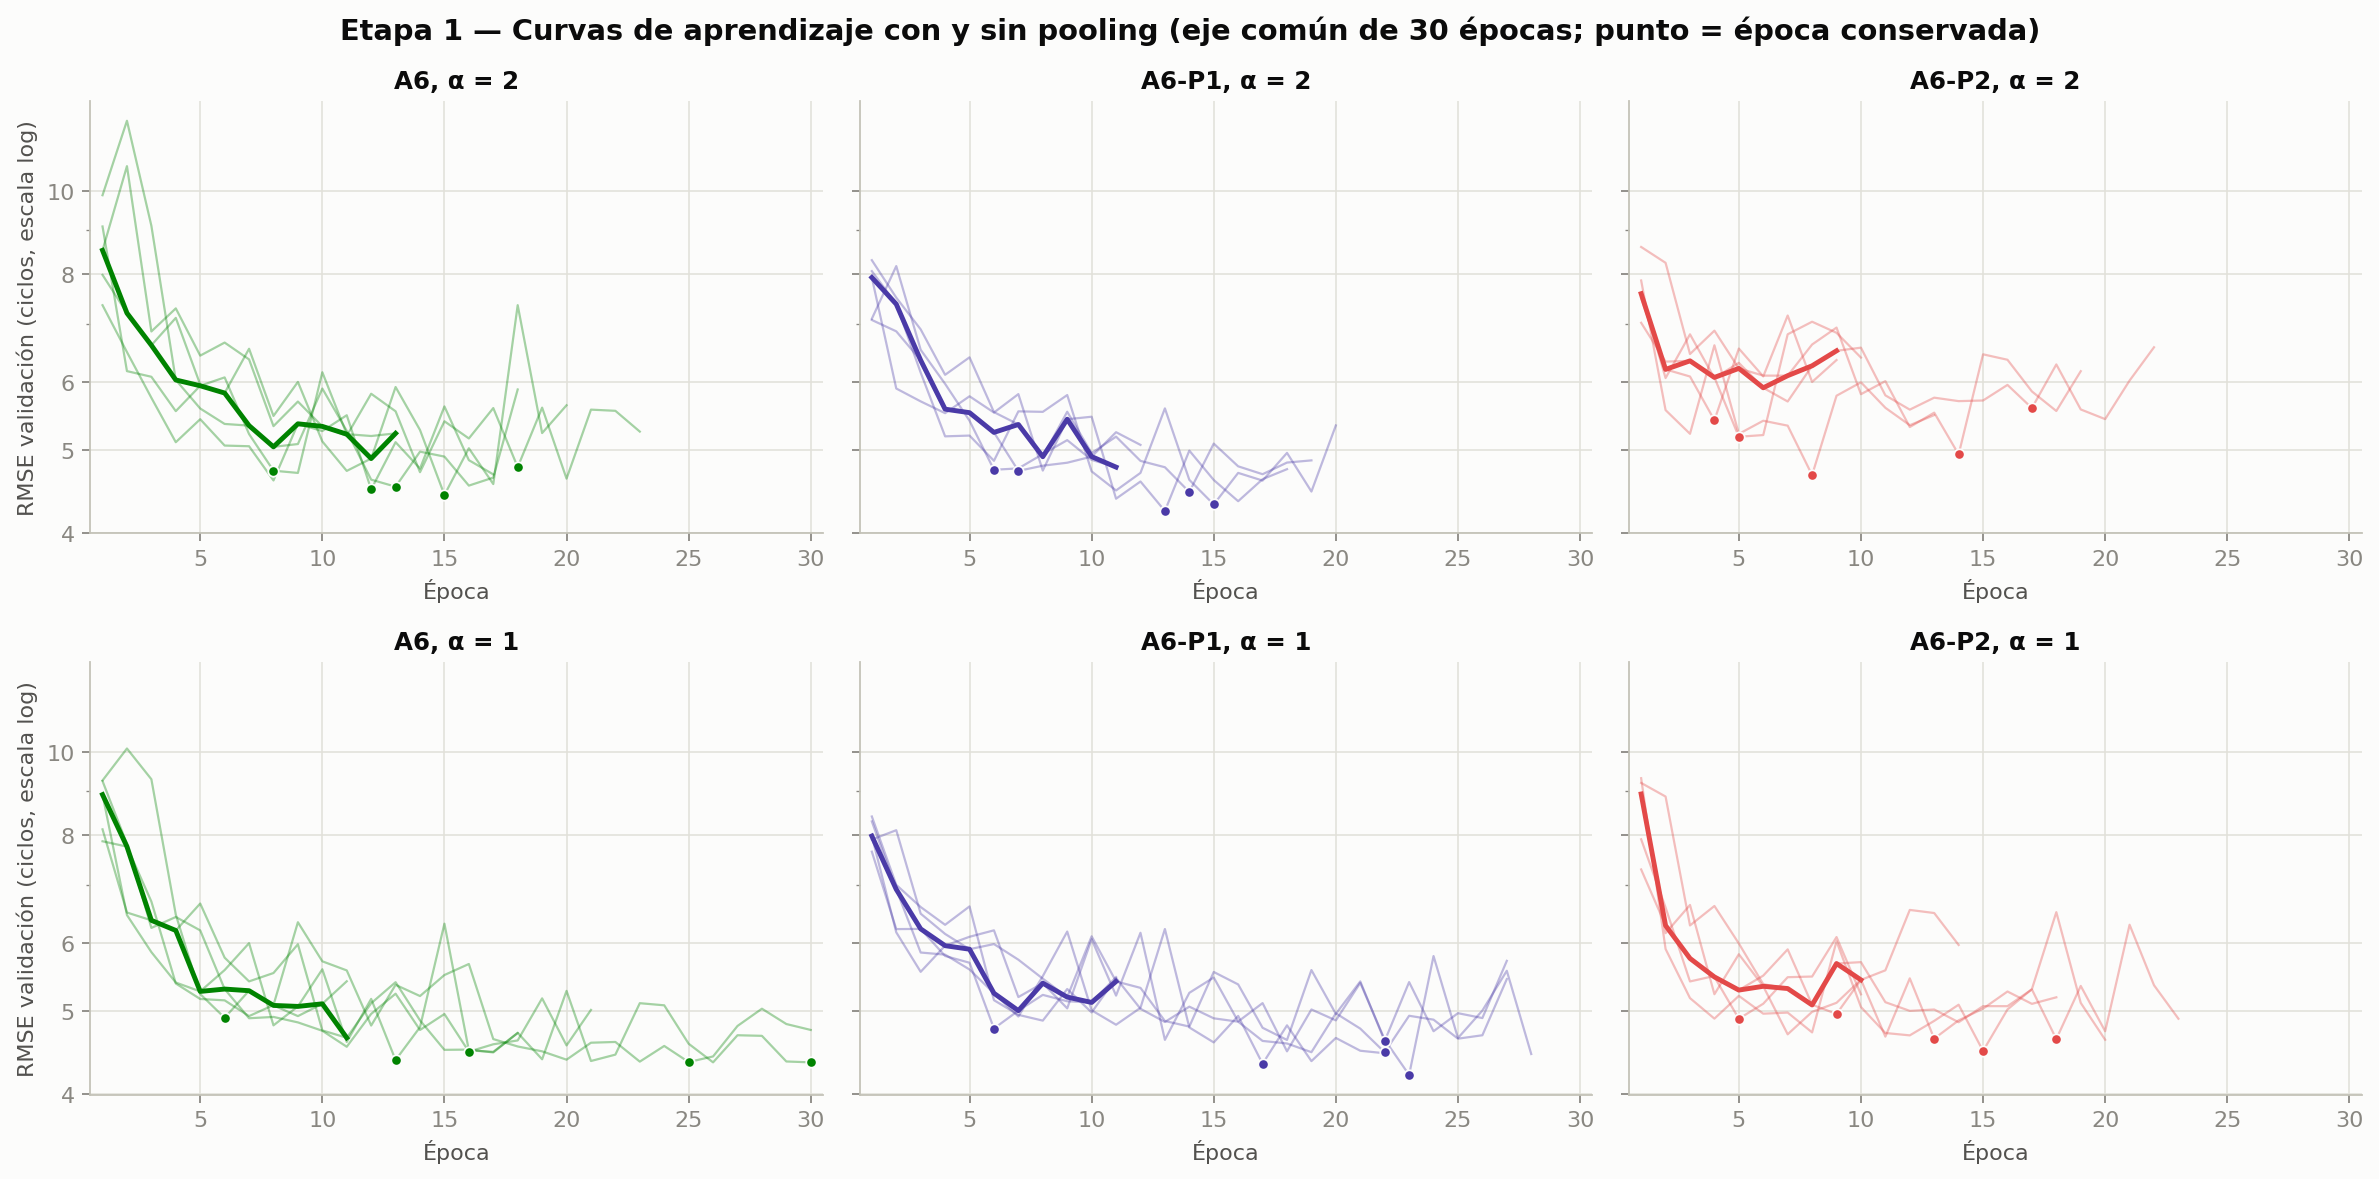 Etapa 1 — Curvas de aprendizaje con y sin pooling (eje común de 30 épocas; punto = época conservada)
A6, α = 2
A6-P1, α = 2
A6-P2, α = 2
RMSE validación (ciclos, escala log)
10
8
6
5
4
5 10 15 20 25 30
5 10 15 20 25 30
5 10 15 20 25 30
Época
Época
Época
A6, α = 1
A6-P1, α = 1
A6-P2, α = 1
RMSE validación (ciclos, escala log)
10
8
6
5
4
5 10 15 20 25 30
5 10 15 20 25 30
5 10 15 20 25 30
Época
Época
Época